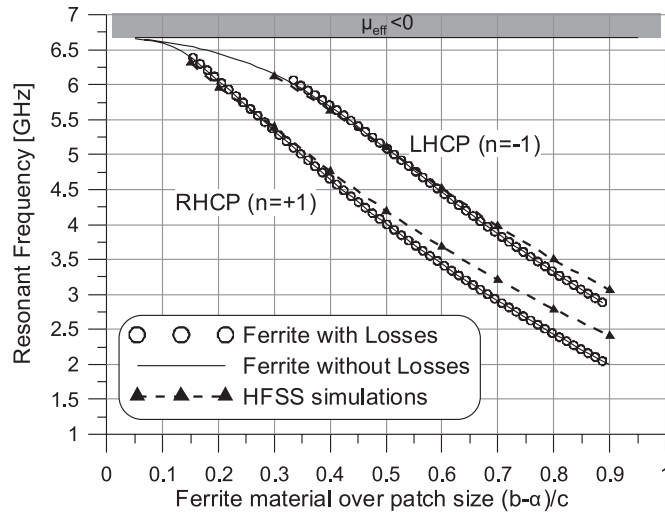 μeff<0
7
6.5
6
5.5
5
4.5
4
3.5
3
2.5
2
1.5
1
Resonant Frequency [GHz]
LHCP (n=-1)
RHCP (n=+1)
Ferrite with Losses
Ferrite without Losses
HFSS simulations
0 0.1 0.2 0.3 0.4 0.5 0.6 0.7 0.8 0.9 1
Ferrite material over patch size (b-α)/c